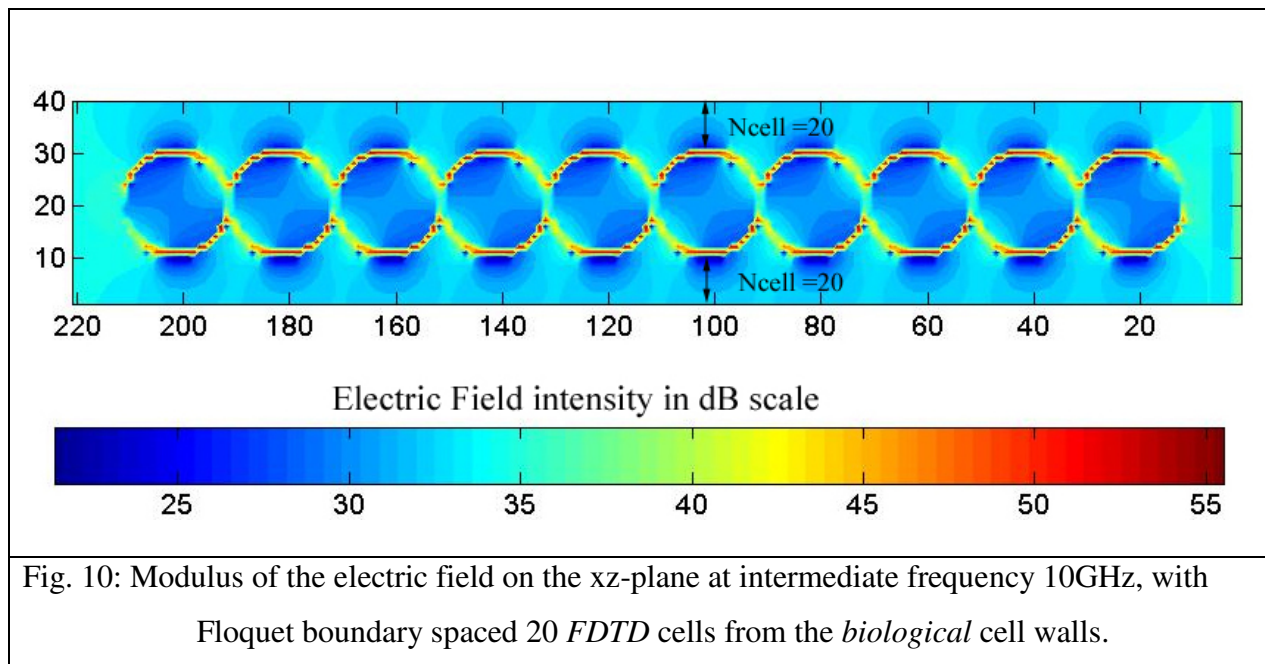 40
30
20
10
Ncell =20
Ncell =20
220 200 180 160 140 120 100 80 60 40 20
Electric Field intensity in dB scale
25 30 35 40 45 50 55
Fig. 10: Modulus of the electric field on the xz-plane at intermediate frequency 10GHz, with
Floquet boundary spaced 20 FDTD cells from the biological cell walls.